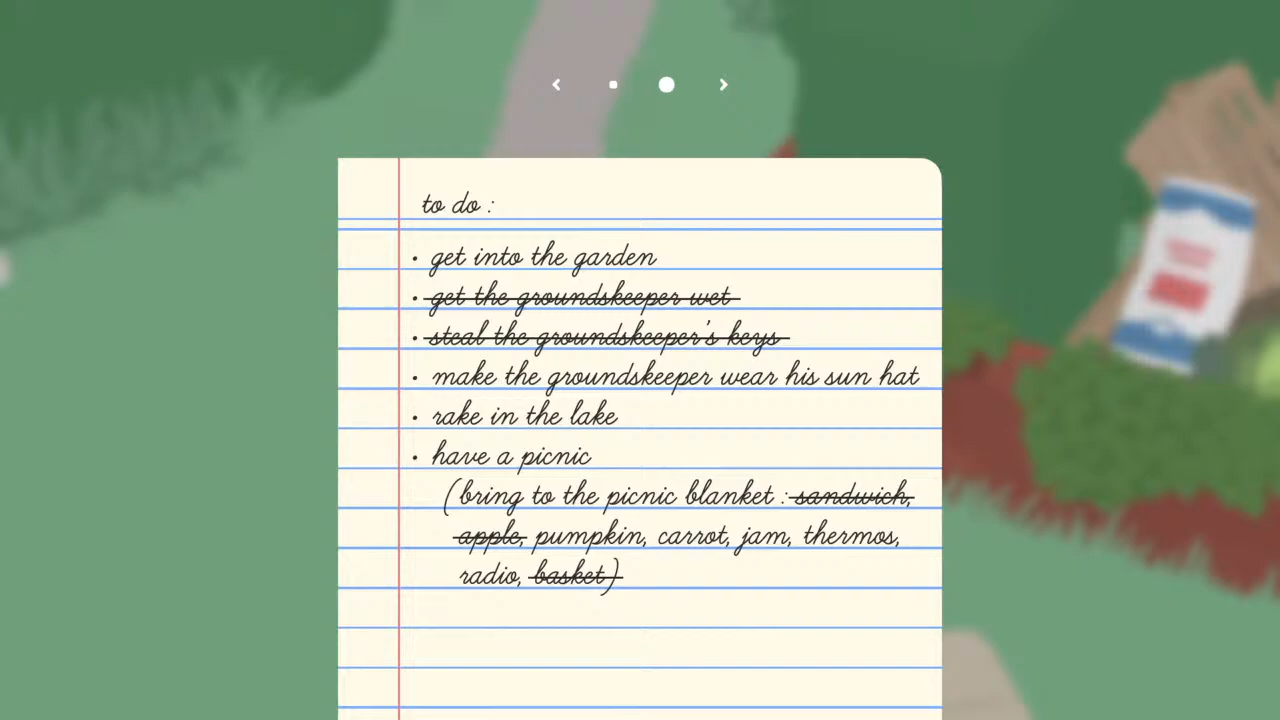 to do :
• get into the garden
• get the groundskeeper wet
• steal the groundskeeper's keys
• make the groundskeeper wear his sun hat
• rake in the lake
• have a picnic
(bring to the picnic blanket : sandwich,
apple, pumpkin, carrot, jam, thermos,
radio, basket)